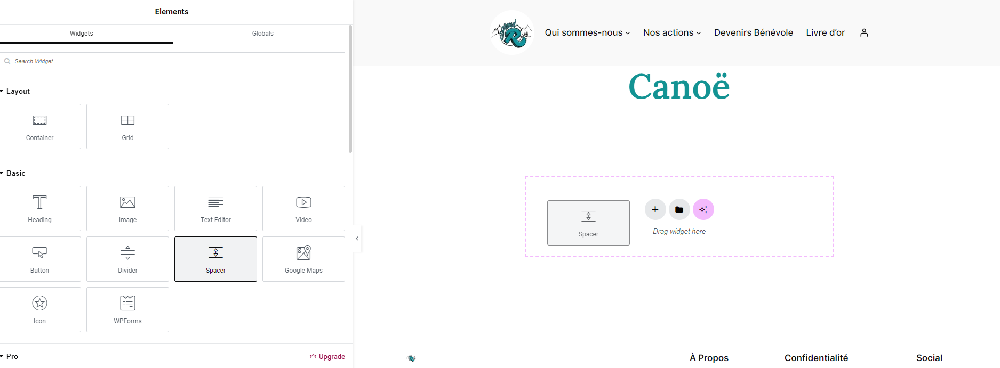 Elements
Widgets
Globals
Search Widget...
Layout
Container
Grid
Basic
Heading
Image
Text Editor
Video
Button
Divider
Spacer
Google Maps
Icon
WPForms
Pro
Upgrade
Grand
R
Qui sommes-nous
Nos actions
Devenirs Bénévole
Livre d'or
Canoë
Spacer
Drag widget here
À Propos
Confidentialité
Social